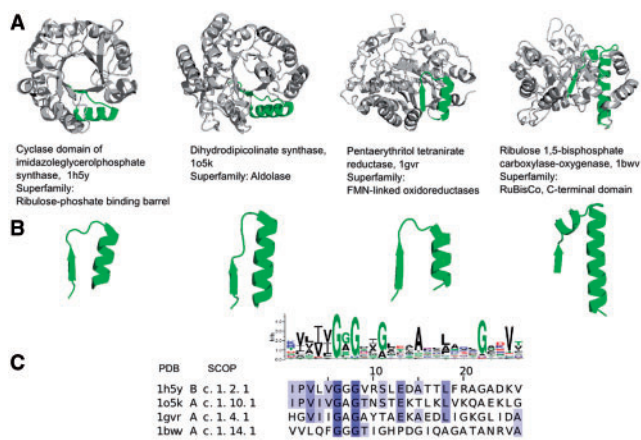 A
Cyclase domain of
imidazoleglycerolphosphate
synthase, 1h5y
Superfamily:
Ribulose-phoshate binding barrel
Dihydrodipicolinate synthase,
1o5k
Superfamily: Aldolase
Pentaerythritol tetranirate
reductase, 1gvr
Superfamily:
FMN-linked oxidoreductases
Ribulose 1,5-bisphosphate
carboxylase-oxygenase, 1bwv
Superfamily:
RuBisCo, C-terminal domain
B
C
PDB SCOP
10 20
1h5y B c. 1. 2. 1 IPVLVGGGVRSLEDATTLFRAGADKV
1o5k A c. 1. 10. 1 IPVIVGAGTNSTEKTLKLVKQAEKLG
1gvr A c. 1. 4. 1 HGVIIGAGAYTAEKAEDLIGKGLIDA
1bwv A c. 1. 14. 1 VVLQFGGGTIGHPDGIQAGATANRVA